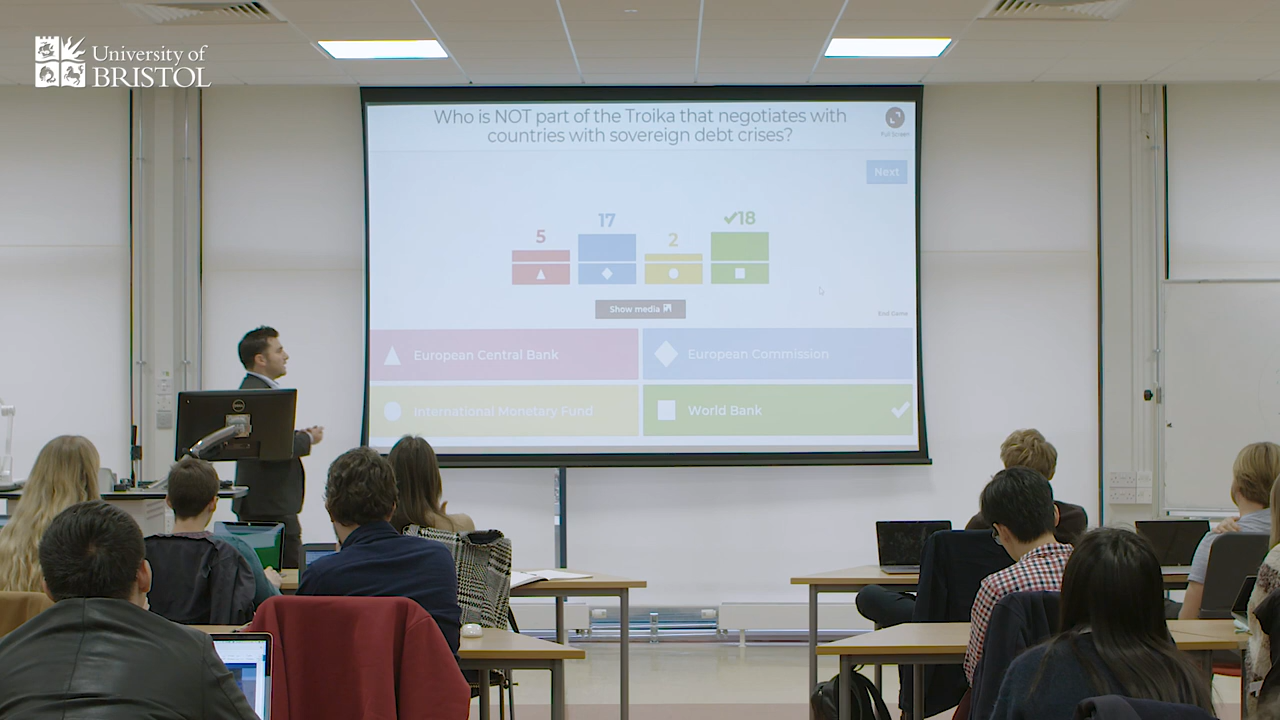 University of
BRISTOL
Who is NOT part of the Troika that negotiates with
countries with sovereign debt crises?
Full Screen
Next
5
17
2
18
Show media
End Game
European Central Bank
European Commission
International Monetary Fund
World Bank
DELL